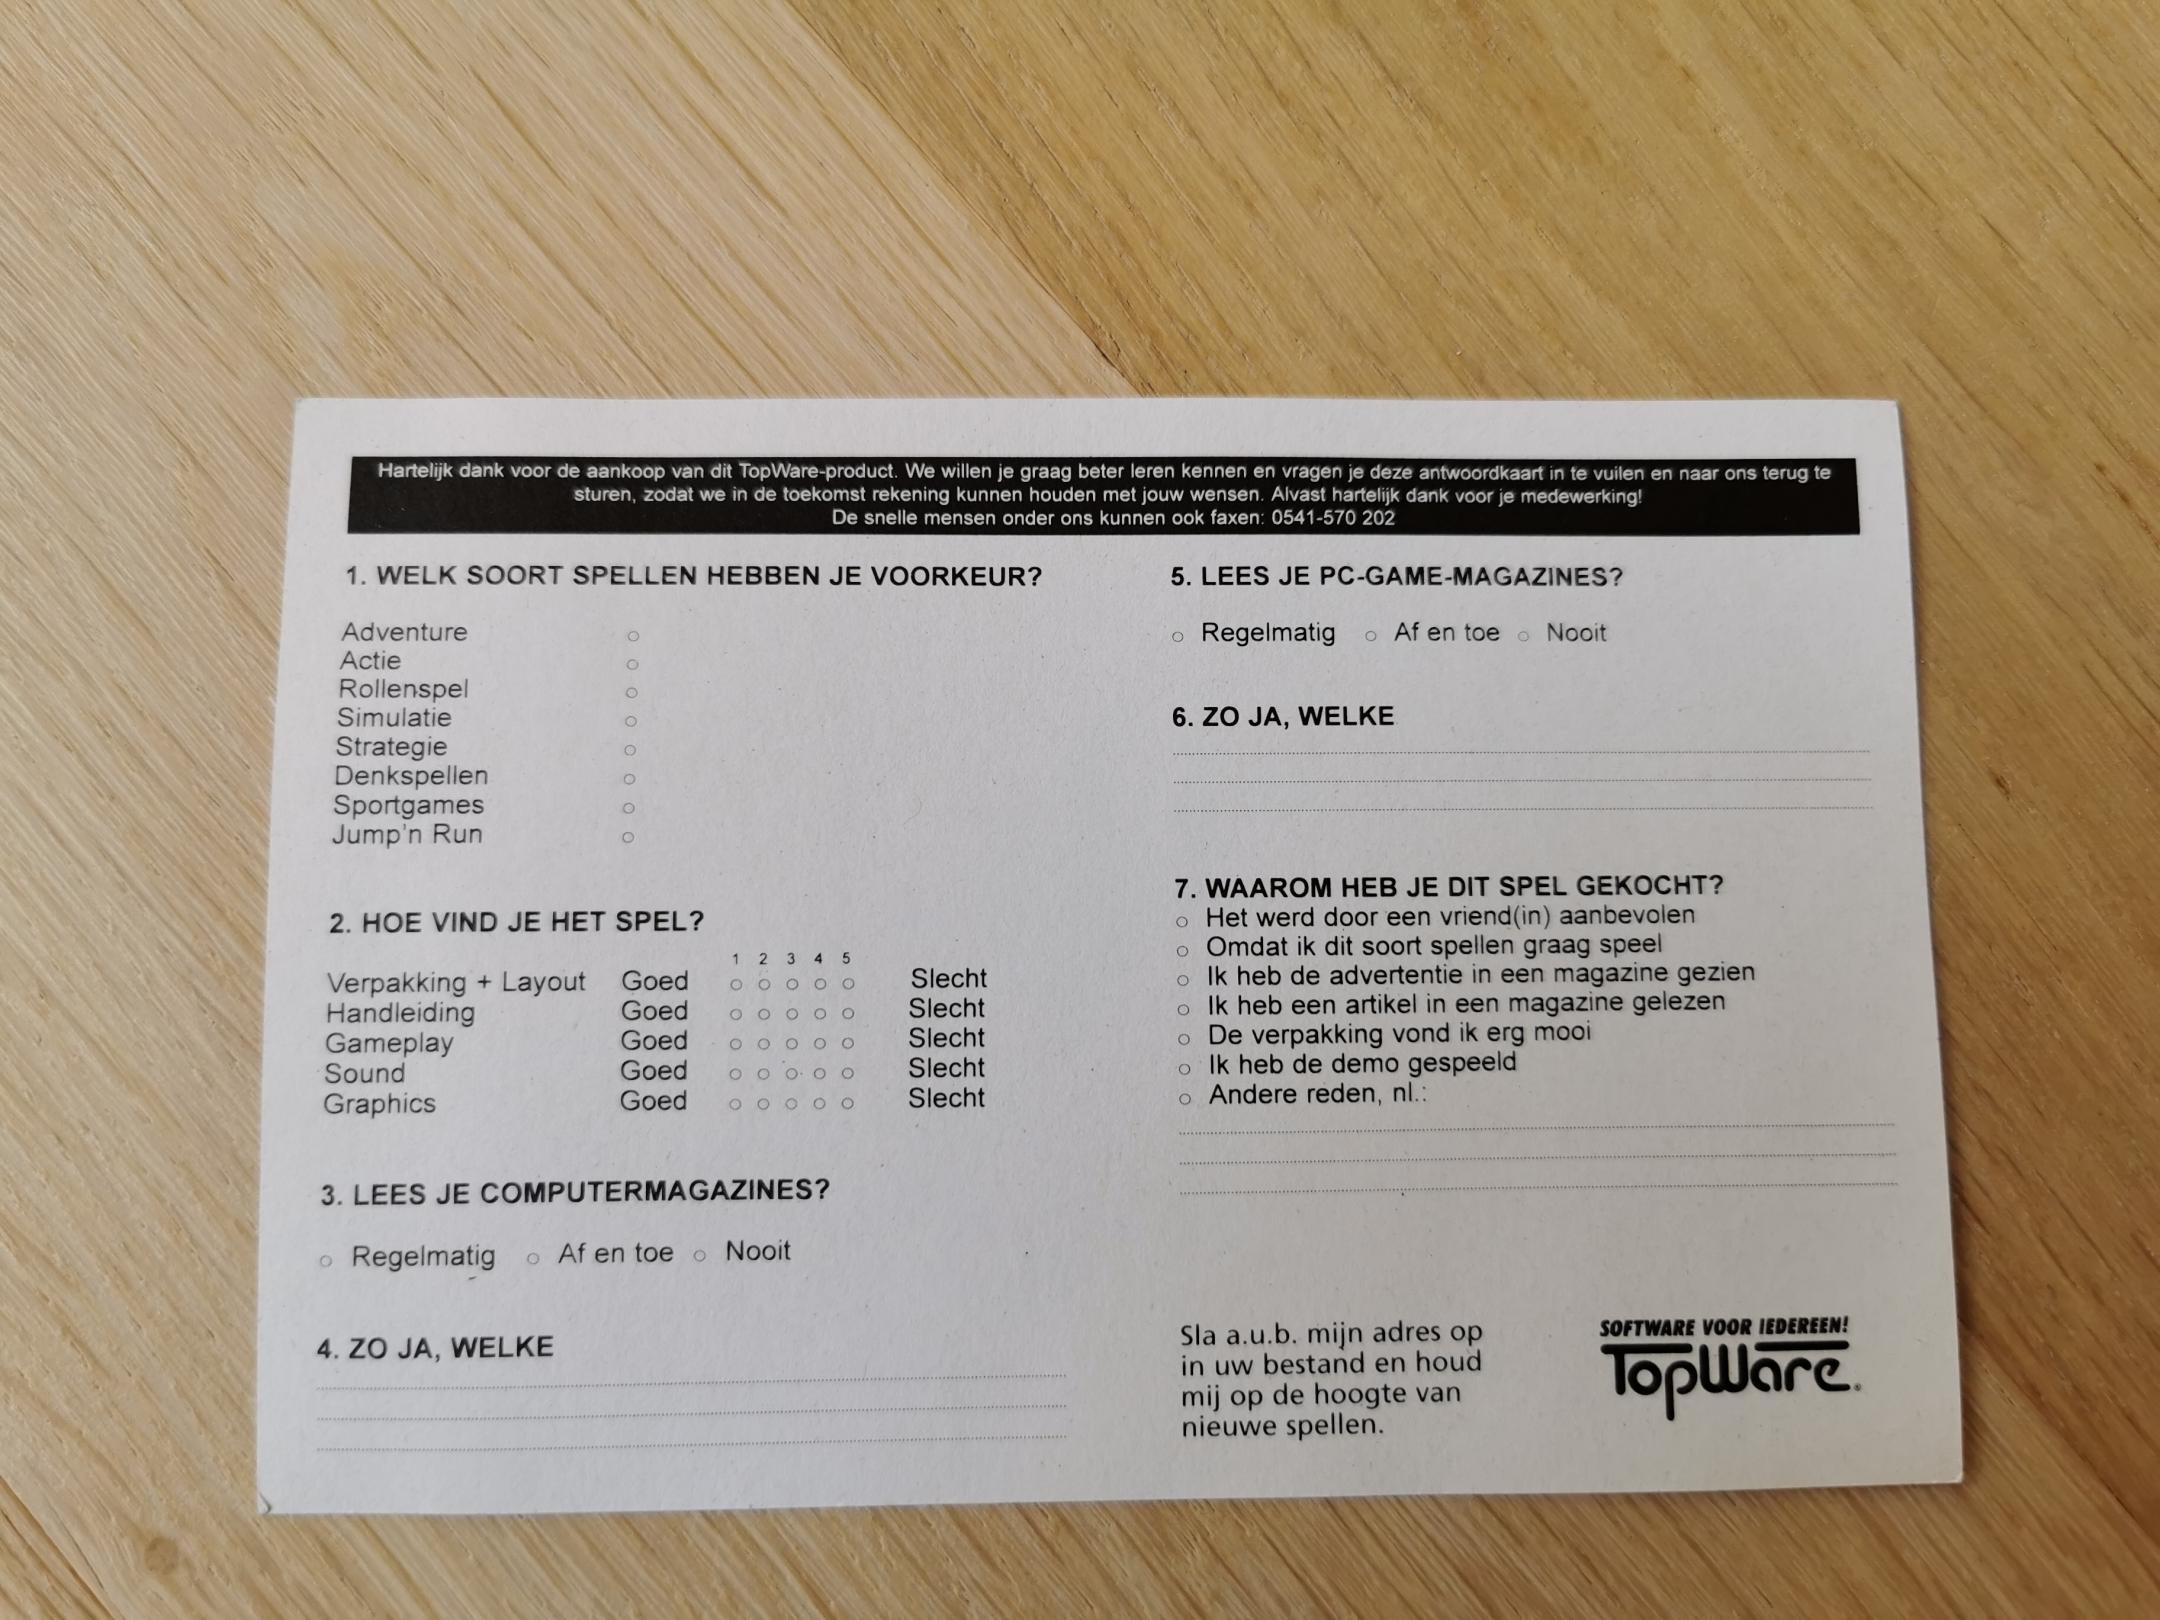 Hartelijk dank voor de aankoop van dit TopWare-product. We willen je graag beter leren kennen en vragen je deze antwoordkaart in te vuilen en naar ons terug te
sturen, zodat we in de toekomst rekening kunnen houden met jouw wensen. Alvast hartelijk dank voor je medewerking!
De snelle mensen onder ons kunnen ook faxen: 0541-570 202
1. WELK SOORT SPELLEN HEBBEN JE VOORKEUR?
Adventure
Actie
Rollenspel
Simulatie
Strategie
Denkspellen
Sportgames
Jump'n Run
2. HOE VIND JE HET SPEL?
1 2 3 4 5
Verpakking + Layout Goed Slecht
Handleiding Goed Slecht
Gameplay Goed Slecht
Sound Goed Slecht
Graphics Goed Slecht
3. LEES JE COMPUTERMAGAZINES?
Regelmatig Af en toe Nooit
4. ZO JA, WELKE
5. LEES JE PC-GAME-MAGAZINES?
Regelmatig Af en toe Nooit
6. ZO JA, WELKE
7. WAAROM HEB JE DIT SPEL GEKOCHT?
Het werd door een vriend(in) aanbevolen
Omdat ik dit soort spellen graag speel
Ik heb de advertentie in een magazine gezien
Ik heb een artikel in een magazine gelezen
De verpakking vond ik erg mooi
Ik heb de demo gespeeld
Andere reden, nl.:
Sla a.u.b. mijn adres op
in uw bestand en houd
mij op de hoogte van
nieuwe spellen.
SOFTWARE VOOR IEDEREEN!
TopWare®